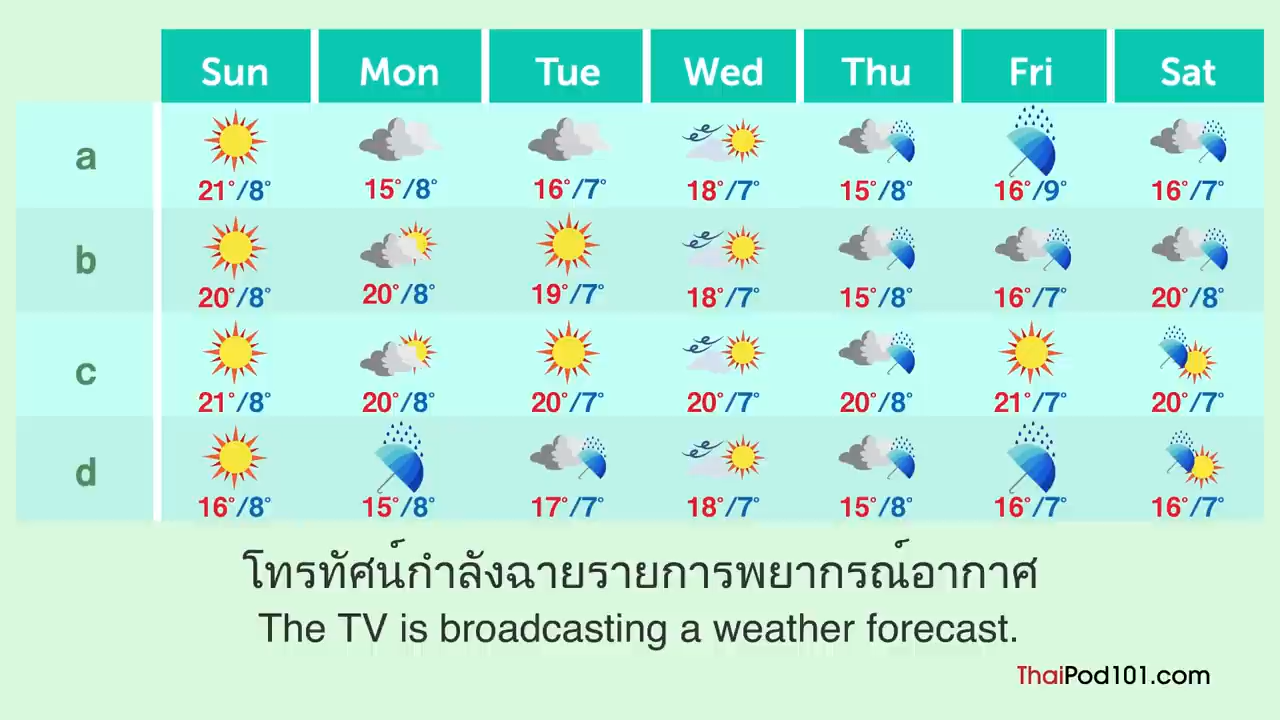 Sun Mon Tue Wed Thu Fri Sat
a 21°/8° 15°/8° 16°/7° 18°/7° 15°/8° 16°/9° 16°/7°
b 20°/8° 20°/8° 19°/7° 18°/7° 15°/8° 16°/7° 20°/8°
c 21°/8° 20°/8° 20°/7° 20°/7° 20°/8° 21°/7° 20°/7°
d 16°/8° 15°/8° 17°/7° 18°/7° 15°/8° 16°/7° 16°/7°
โทรทัศน์กำลังฉายรายการพยากรณ์อากาศ
The TV is broadcasting a weather forecast.
ThaiPod101.com